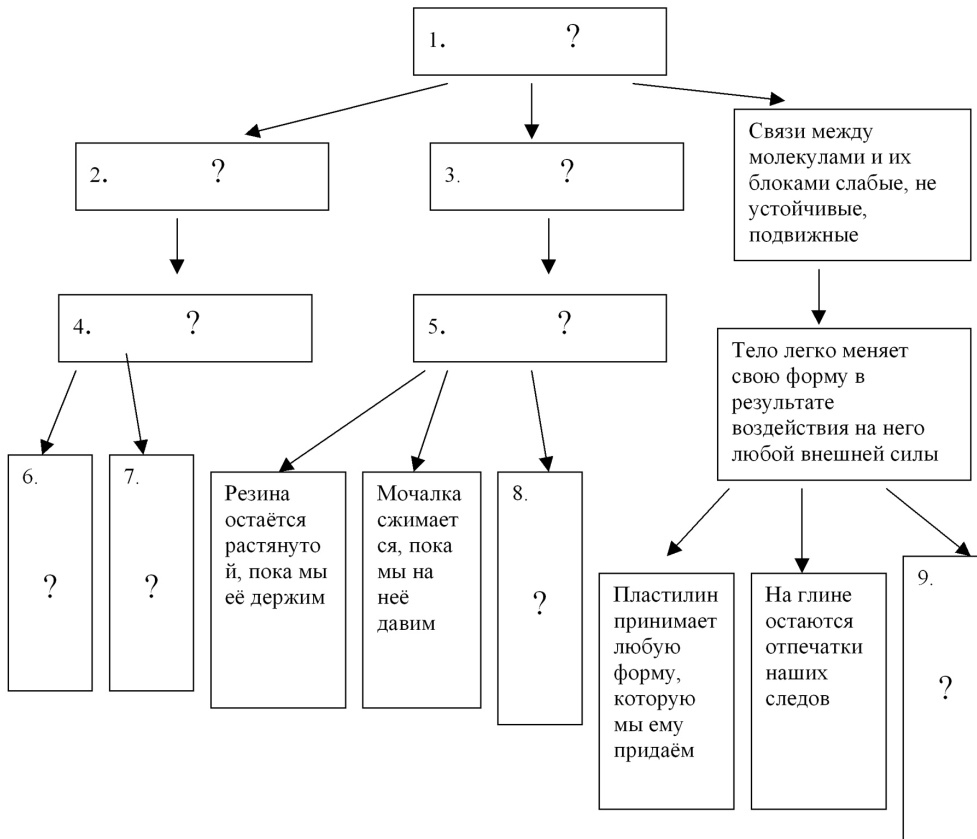 1. ?
2. ?
3. ?
Связи между
молекулами и их
блоками слабые, не
устойчивые,
подвижные
4. ?
5. ?
Тело легко меняет
свою форму в
результате
воздействия на него
любой внешней силы
6.
?
7.
?
Резина
остаётся
растянуто
й, пока мы
её держим
Мочалка
сжимает
ся, пока
мы на
неё
давим
8.
?
Пластилин
принимает
любую
форму,
которую
мы ему
придаём
На глине
остаются
отпечатки
наших
следов
9.
?